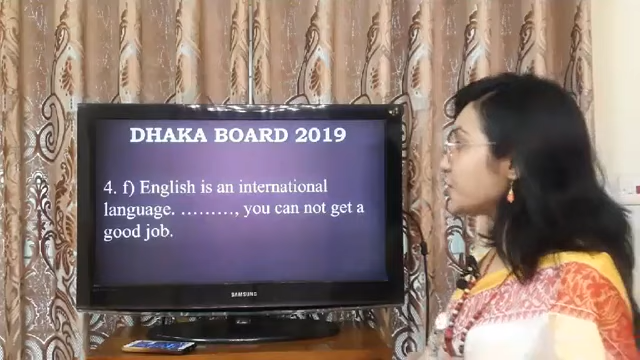 DHAKA BOARD 2019
4. f) English is an international
language. ………, you can not get a
good job.
SAMSUNG